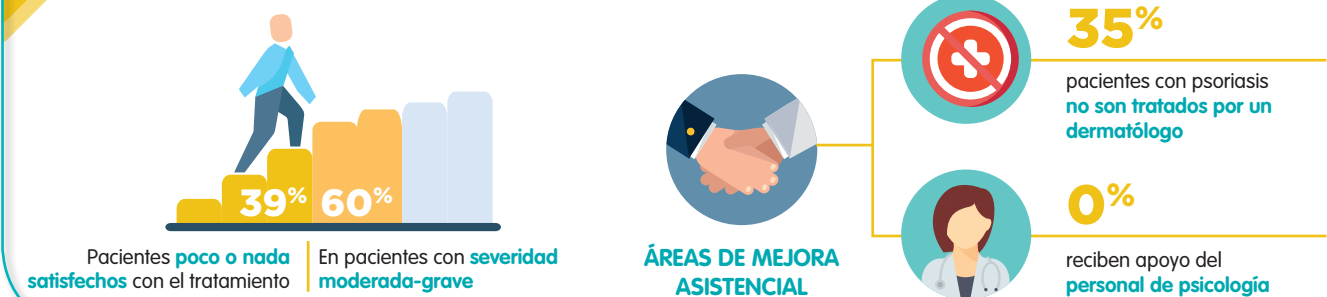 39% 60%
Pacientes poco o nada
satisfechos con el tratamiento
En pacientes con severidad
moderada-grave
ÁREAS DE MEJORA
ASISTENCIAL
35%
pacientes con psoriasis
no son tratados por un
dermatólogo
0%
reciben apoyo del
personal de psicología